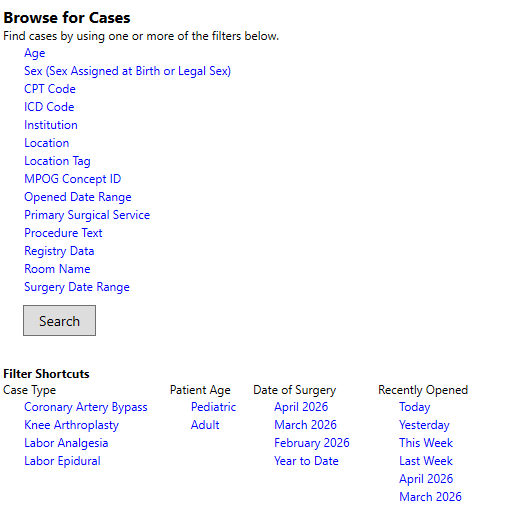 Browse for Cases
Find cases by using one or more of the filters below.
Age
Sex (Sex Assigned at Birth or Legal Sex)
CPT Code
ICD Code
Institution
Location
Location Tag
MPOG Concept ID
Opened Date Range
Primary Surgical Service
Procedure Text
Registry Data
Room Name
Surgery Date Range
Search
Filter Shortcuts
Case Type Patient Age Date of Surgery Recently Opened
Coronary Artery Bypass Pediatric April 2026 Today
Knee Arthroplasty Adult March 2026 Yesterday
Labor Analgesia February 2026 This Week
Labor Epidural Year to Date Last Week
April 2026
March 2026